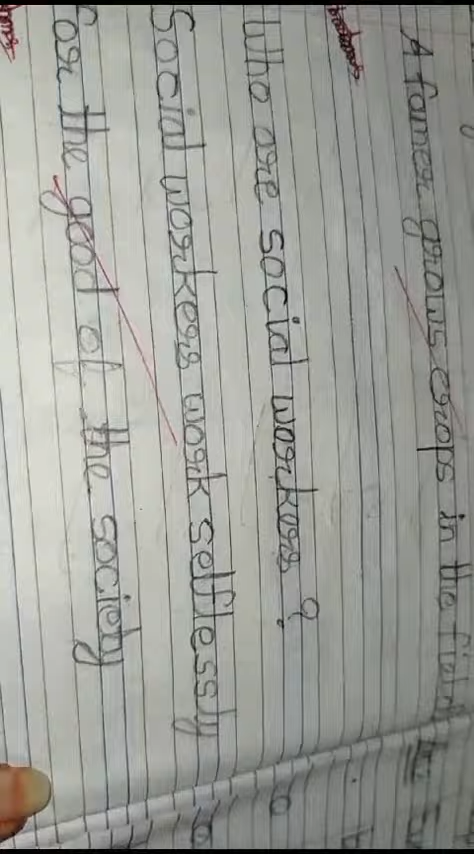 A farmer grows crops in the field
Who are social workers ?
Social workers work selflessly
for the good of the society